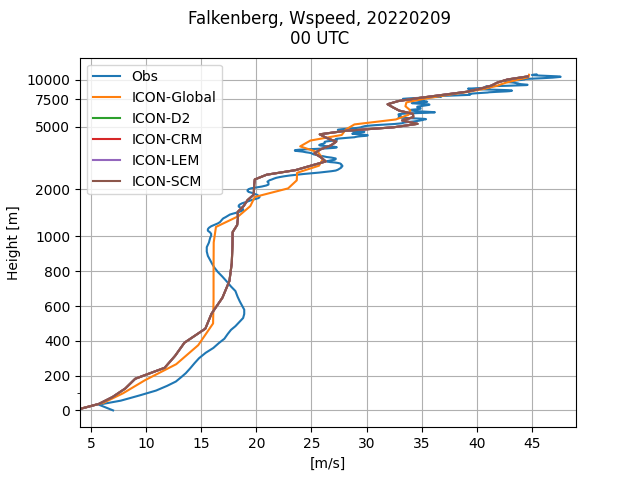 Falkenberg, Wspeed, 20220209
00 UTC
Obs
ICON-Global
ICON-D2
ICON-CRM
ICON-LEM
ICON-SCM
10000
7500
5000
2000
1000
800
600
400
200
0
Height [m]
5 10 15 20 25 30 35 40 45
[m/s]